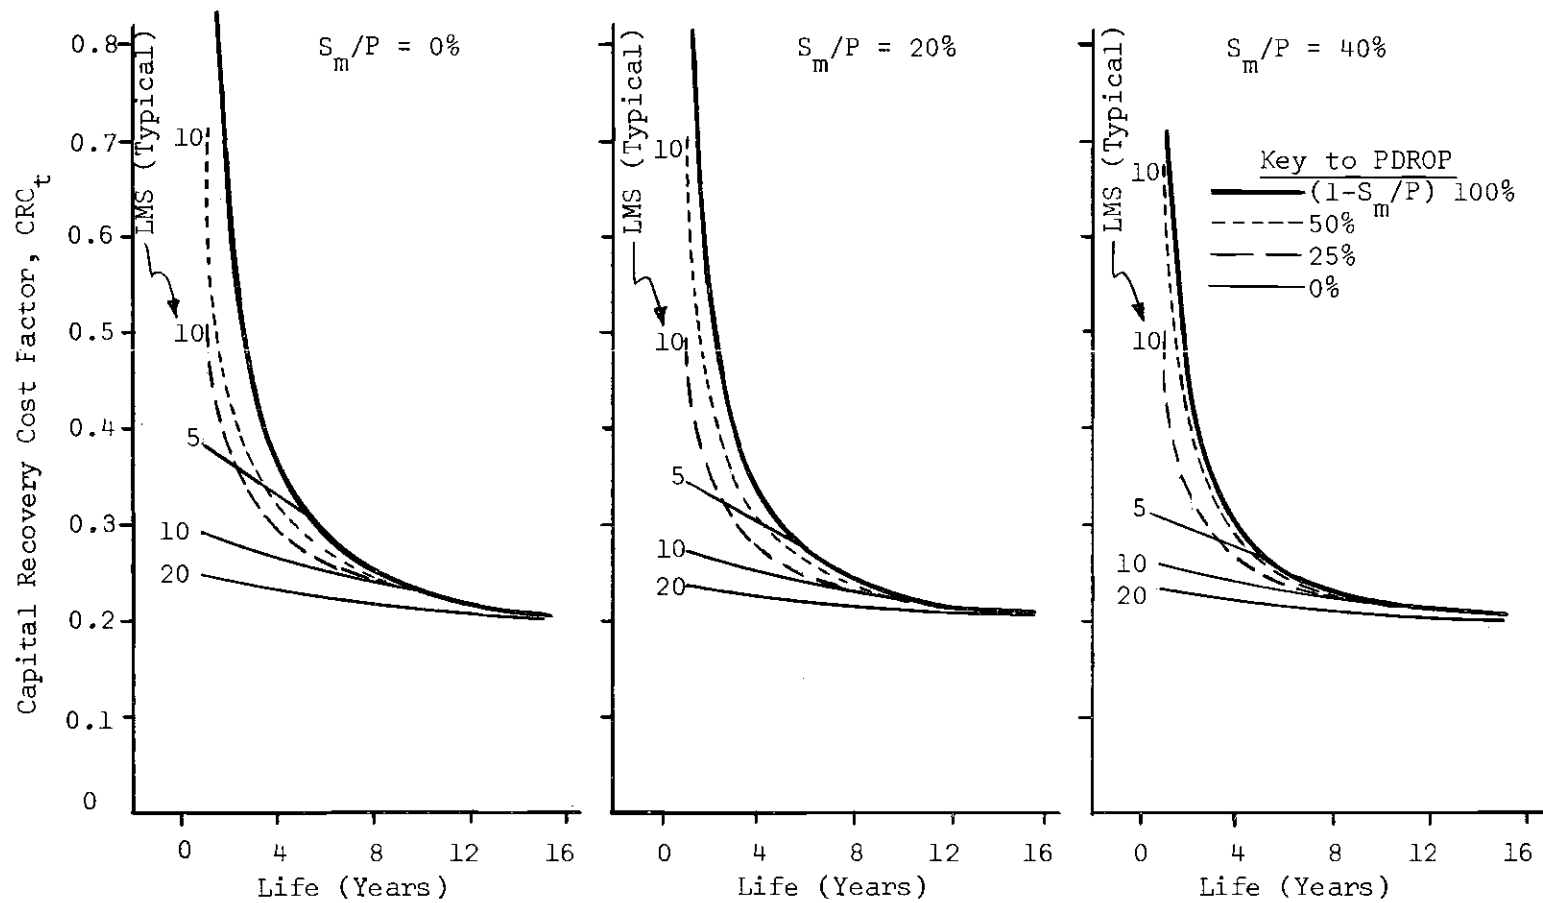 Capital Recovery Cost Factor, CRC_t
0.8
0.7
0.6
0.5
0.4
0.3
0.2
0.1
0
LMS (Typical)
S_m/P = 0%
10
10
5
10
20
0 4 8 12 16
Life (Years)
LMS (Typical)
S_m/P = 20%
10
10
5
10
20
0 4 8 12 16
Life (Years)
LMS (Typical)
S_m/P = 40%
Key to PDROP
(1-S_m/P) 100%
50%
25%
0%
10
10
5
10
20
0 4 8 12 16
Life (Years)